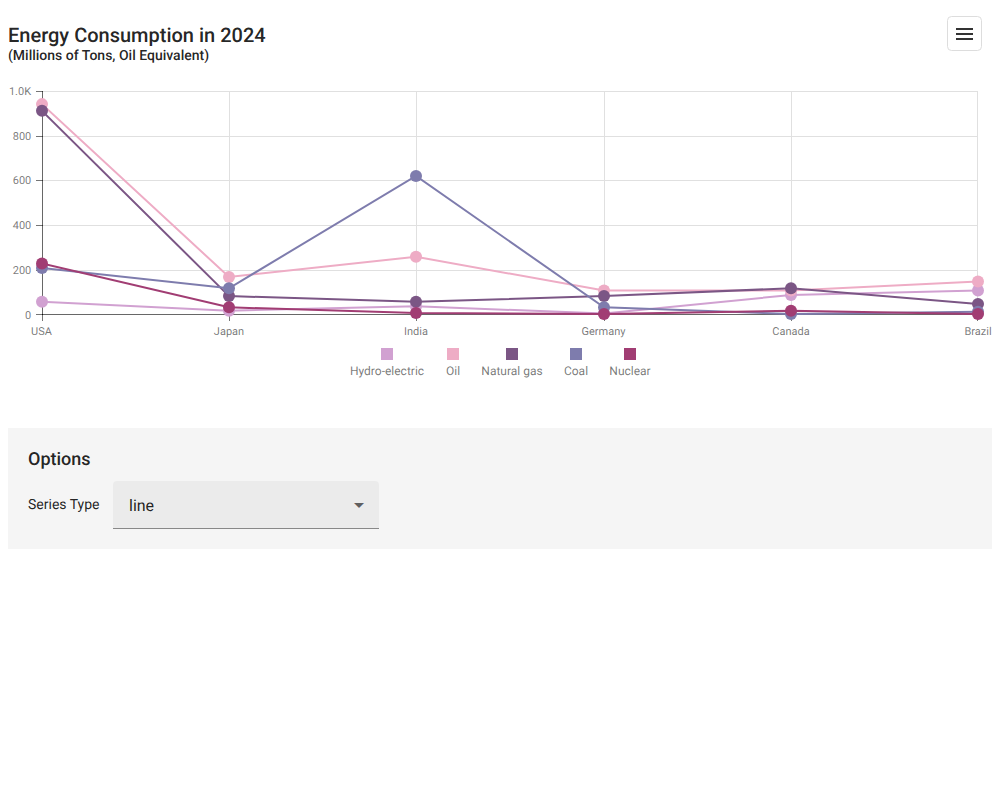 Energy Consumption in 2024
(Millions of Tons, Oil Equivalent)
1.0K
800
600
400
200
0
USA Japan India Germany Canada Brazil
Hydro-electric Oil Natural gas Coal Nuclear
Options
Series Type line